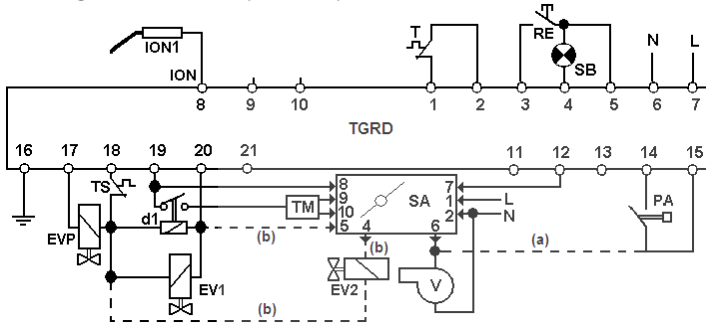 ION1 T RE SB N L
ION
8 9 10 1 2 3 4 5 6 7
TGRD
16 17 18 19 20 21 11 12 13 14 15
TS 8 7 PA
9 TM SA 1 L
10 2 N
d1 5 4 6
(b) (b) (a)
EVP EV1 EV2 V
(b)